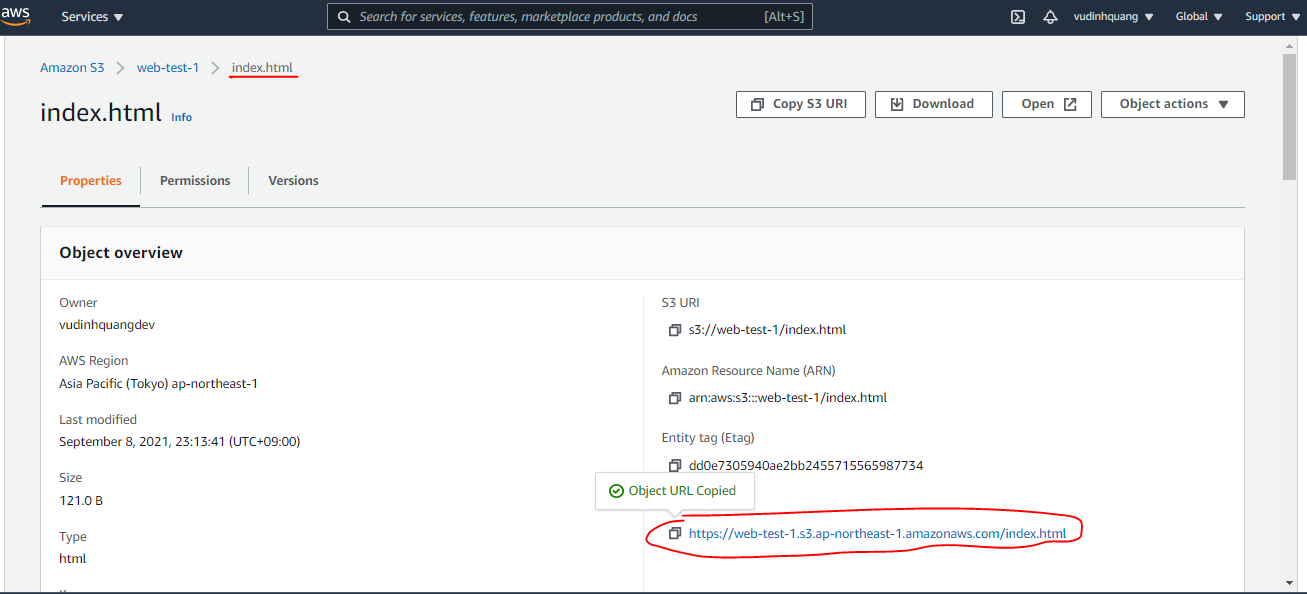 aws Services Search for services, features, marketplace products, and docs [Alt+S] vudinhquang Global Support
Amazon S3 > web-test-1 > index.html
index.html Info
Copy S3 URI Download Open Object actions
Properties Permissions Versions
Object overview
Owner
vudinhquangdev
AWS Region
Asia Pacific (Tokyo) ap-northeast-1
Last modified
September 8, 2021, 23:13:41 (UTC+09:00)
Size
121.0 B
Type
html
S3 URI
s3://web-test-1/index.html
Amazon Resource Name (ARN)
arn:aws:s3:::web-test-1/index.html
Entity tag (Etag)
dd0e7305940ae2bb2455715565987734
Object URL Copied
https://web-test-1.s3.ap-northeast-1.amazonaws.com/index.html